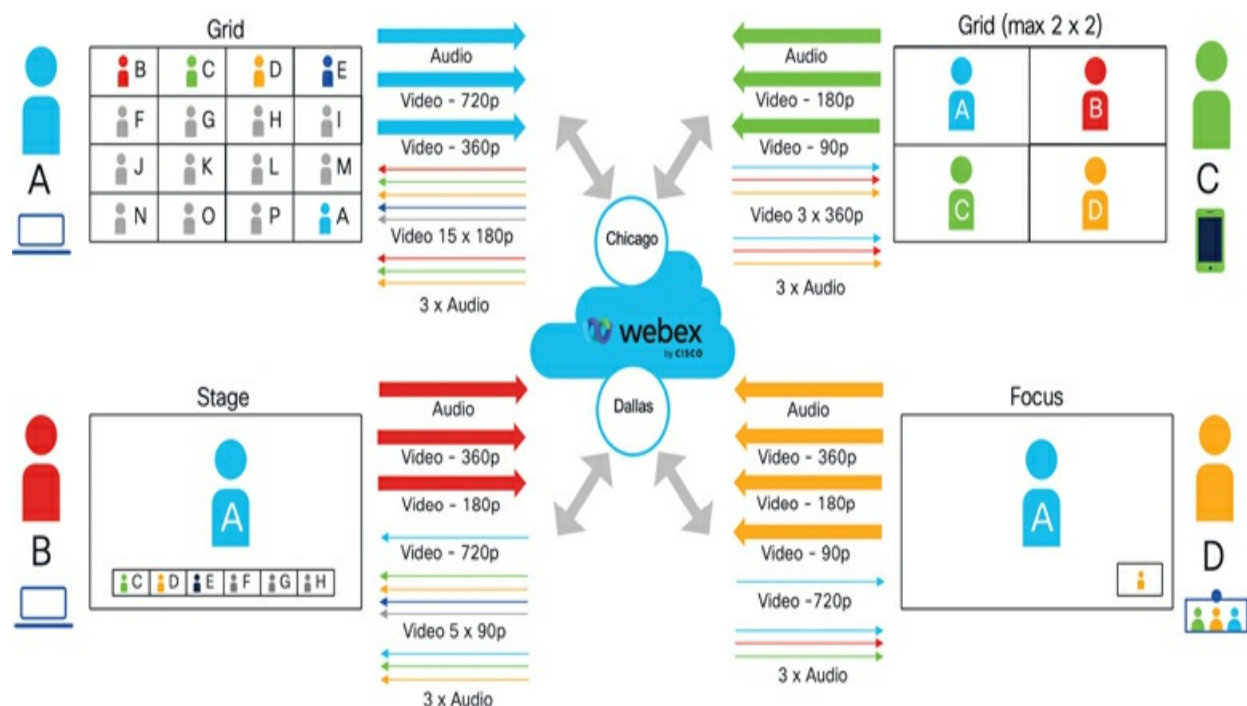 Grid
B C D E
F G H I
J K L M
N O P A
A
Audio
Video - 720p
Video - 360p
Video 15 x 180p
3 x Audio
Grid (max 2 x 2)
A B
C D
C
Audio
Video - 180p
Video - 90p
Video 3 x 360p
3 x Audio
Chicago
webex
by CISCO
Dallas
Stage
A
C D E F G H
B
Audio
Video - 360p
Video - 180p
Video - 720p
Video 5 x 90p
3 x Audio
Focus
A
D
Audio
Video - 360p
Video - 180p
Video - 90p
Video -720p
3 x Audio